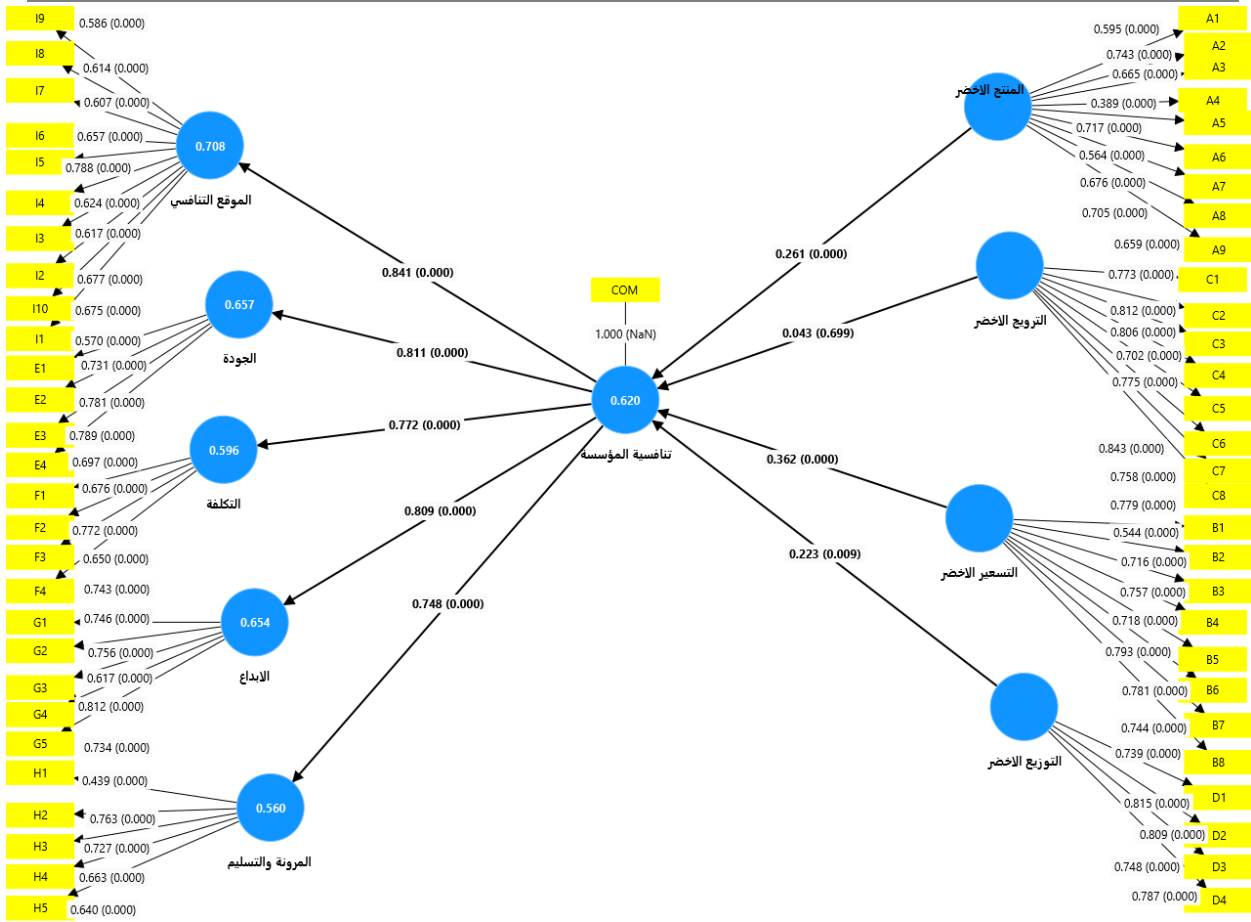 I9
0.586 (0.000)
I8
0.614 (0.000)
I7
0.607 (0.000)
I6
0.657 (0.000)
I5
0.788 (0.000)
I4
0.624 (0.000)
I3
0.617 (0.000)
I2
0.677 (0.000)
I10
0.675 (0.000)
I1
0.708
الموقع التنافسي
0.570 (0.000)
E1
0.731 (0.000)
E2
0.781 (0.000)
E3
0.789 (0.000)
E4
0.657
الجودة
0.697 (0.000)
F1
0.676 (0.000)
F2
0.772 (0.000)
F3
0.650 (0.000)
F4
0.596
التكلفة
0.743 (0.000)
G1
0.746 (0.000)
G2
0.756 (0.000)
G3
0.617 (0.000)
G4
0.812 (0.000)
G5
0.654
الابداع
0.734 (0.000)
H1
0.439 (0.000)
H2
0.763 (0.000)
H3
0.727 (0.000)
H4
0.663 (0.000)
H5
0.640 (0.000)
0.560
المرونة والتسليم
0.841 (0.000)
0.811 (0.000)
0.772 (0.000)
0.809 (0.000)
0.748 (0.000)
COM
1.000 (NaN)
0.620
تنافسية المؤسسة
0.261 (0.000)
0.043 (0.699)
0.362 (0.000)
0.223 (0.009)
المنتج الاخضر
0.595 (0.000)
A1
0.743 (0.000)
A2
0.665 (0.000)
A3
0.389 (0.000)
A4
A5
0.717 (0.000)
A6
0.564 (0.000)
A7
0.676 (0.000)
A8
0.705 (0.000)
A9
0.659 (0.000)
الترويج الاخضر
0.773 (0.000)
C1
0.812 (0.000)
C2
0.806 (0.000)
C3
0.702 (0.000)
C4
0.775 (0.000)
C5
C6
0.843 (0.000)
C7
0.758 (0.000)
C8
0.779 (0.000)
التسعير الاخضر
B1
0.544 (0.000)
B2
0.716 (0.000)
B3
0.757 (0.000)
B4
0.718 (0.000)
B5
0.793 (0.000)
B6
0.781 (0.000)
B7
0.744 (0.000)
B8
0.739 (0.000)
التوزيع الاخضر
D1
0.815 (0.000)
D2
0.809 (0.000)
D3
0.748 (0.000)
D4
0.787 (0.000)